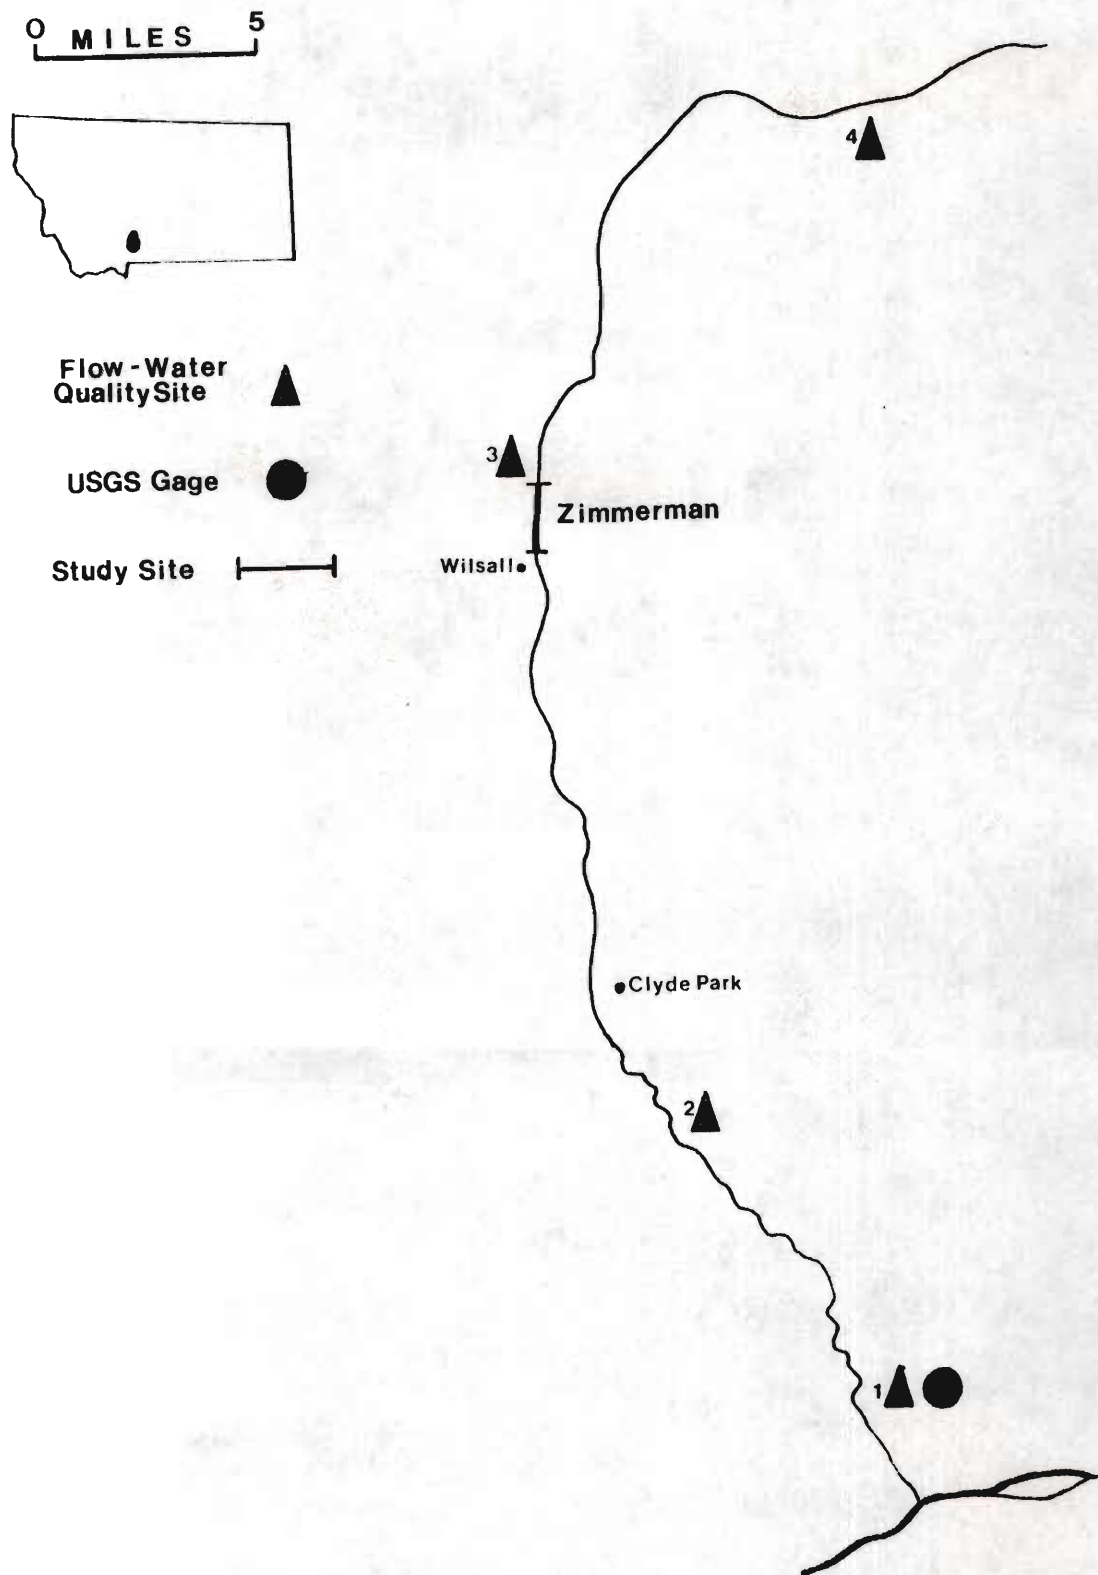 0 5
MILES
4
Flow-Water
Quality Site
3
USGS Gage
Zimmerman
Wilsall
Study Site
Clyde Park
2
1